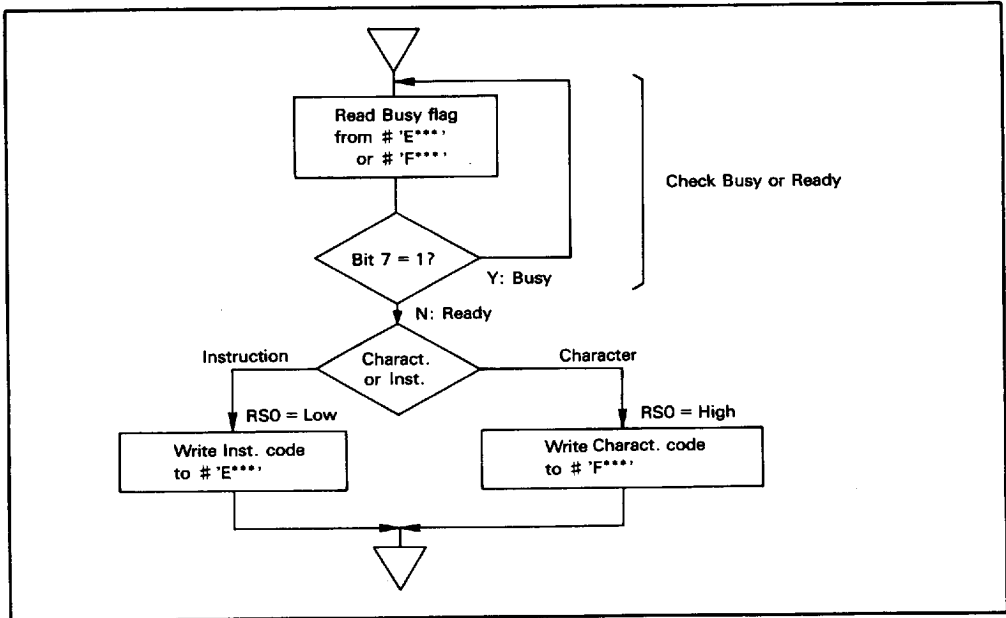 Read Busy flag
from # 'E***'
or # 'F***'
Check Busy or Ready
Bit 7 = 1?
Y: Busy
N: Ready
Instruction
Charact.
or Inst.
Character
RS0 = Low
RS0 = High
Write Inst. code
to # 'E***'
Write Charact. code
to # 'F***'